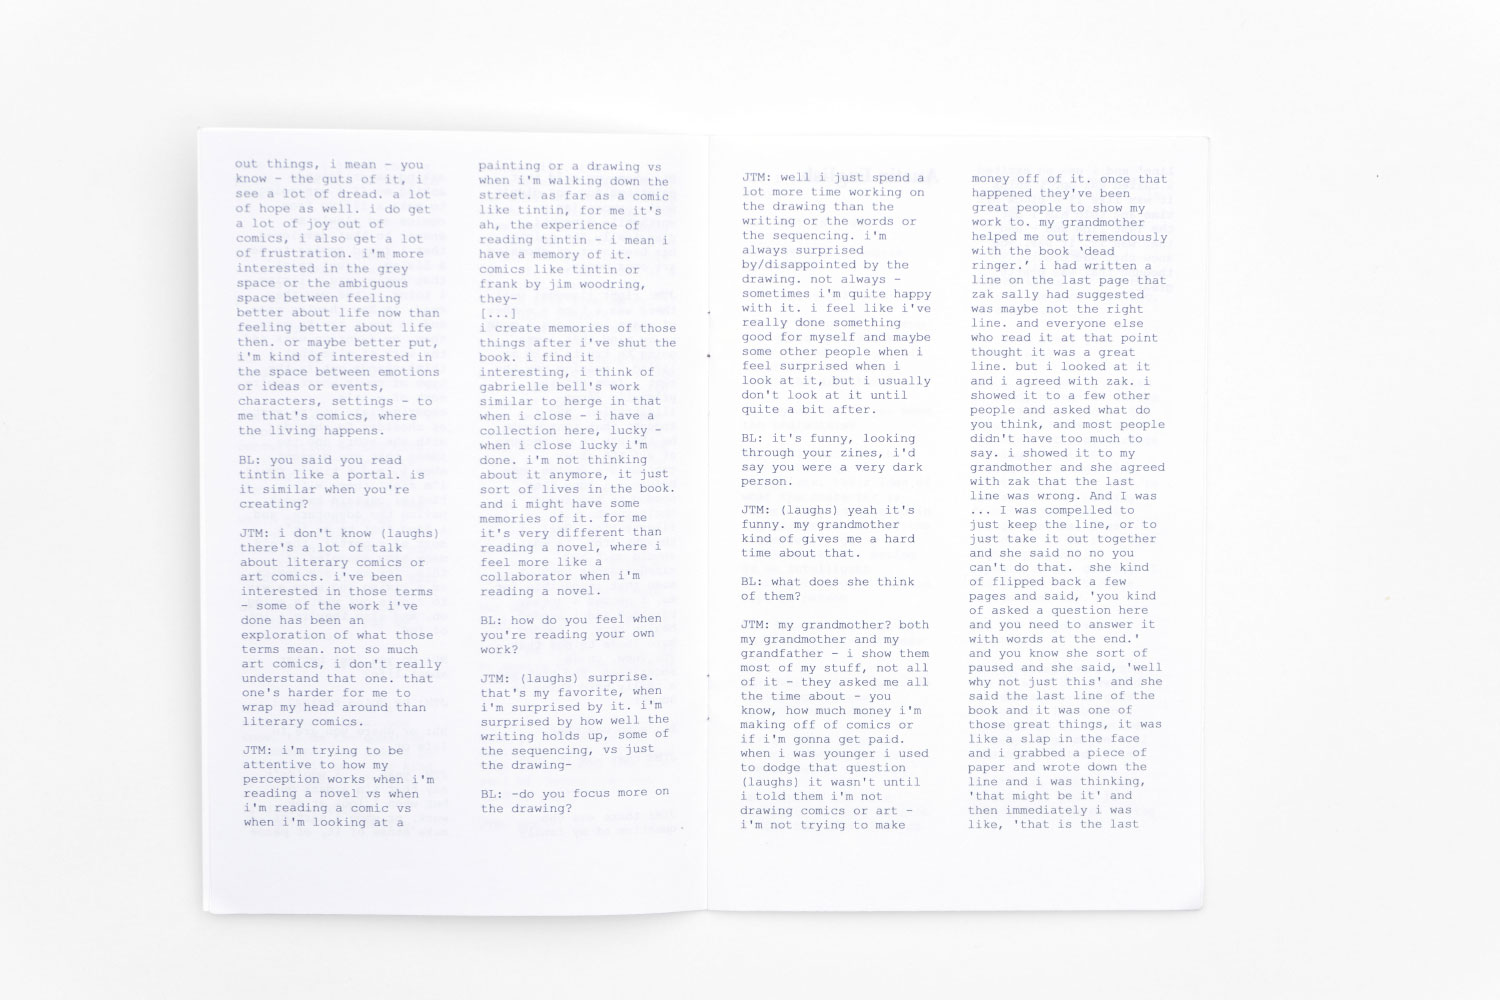 out things, i mean - you
know - the guts of it, i
see a lot of dread. a lot
of hope as well. i do get
a lot of joy out of
comics, i also get a lot
of frustration. i'm more
interested in the grey
space or the ambiguous
space between feeling
better about life now than
feeling better about life
then. or maybe better put,
i'm kind of interested in
the space between emotions
or ideas or events,
characters, settings - to
me that's comics, where
the living happens.
BL: you said you read
tintin like a portal. is
it similar when you're
creating?
JTM: i don't know (laughs)
there's a lot of talk
about literary comics or
art comics. i've been
interested in those terms
- some of the work i've
done has been an
exploration of what those
terms mean. not so much
art comics, i don't really
understand that one. that
one's harder for me to
wrap my head around than
literary comics.
JTM: i'm trying to be
attentive to how my
perception works when i'm
reading a novel vs when
i'm reading a comic vs
when i'm looking at a
painting or a drawing vs
when i'm walking down the
street. as far as a comic
like tintin, for me it's
ah, the experience of
reading tintin - i mean i
have a memory of it.
comics like tintin or
frank by jim woodring,
they-
[...]
i create memories of those
things after i've shut the
book. i find it
interesting, i think of
gabrielle bell's work
similar to herge in that
when i close - i have a
collection here, lucky -
when i close lucky i'm
done. i'm not thinking
about it anymore, it just
sort of lives in the book.
and i might have some
memories of it. for me
it's very different than
reading a novel, where i
feel more like a
collaborator when i'm
reading a novel.
BL: how do you feel when
you're reading your own
work?
JTM: (laughs) surprise.
that's my favorite, when
i'm surprised by it. i'm
surprised by how well the
writing holds up, some of
the sequencing, vs just
the drawing-
BL: -do you focus more on
the drawing?
JTM: well i just spend a
lot more time working on
the drawing than the
writing or the words or
the sequencing. i'm
always surprised
by/disappointed by the
drawing. not always -
sometimes i'm quite happy
with it. i feel like i've
really done something
good for myself and maybe
some other people when i
feel surprised when i
look at it, but i usually
don't look at it until
quite a bit after.
BL: it's funny, looking
through your zines, i'd
say you were a very dark
person.
JTM: (laughs) yeah it's
funny. my grandmother
kind of gives me a hard
time about that.
BL: what does she think
of them?
JTM: my grandmother? both
my grandmother and my
grandfather - i show them
most of my stuff, not all
of it - they asked me all
the time about - you
know, how much money i'm
making off of comics or
if i'm gonna get paid.
when i was younger i used
to dodge that question
(laughs) it wasn't until
i told them i'm not
drawing comics or art -
i'm not trying to make
money off of it. once that
happened they've been
great people to show my
work to. my grandmother
helped me out tremendously
with the book 'dead
ringer.' i had written a
line on the last page that
zak sally had suggested
was maybe not the right
line. and everyone else
who read it at that point
thought it was a great
line. but i looked at it
and i agreed with zak. i
showed it to a few other
people and asked what do
you think, and most people
didn't have too much to
say. i showed it to my
grandmother and she agreed
with zak that the last
line was wrong. And I was
... I was compelled to
just keep the line, or to
just take it out together
and she said no no you
can't do that.  she kind
of flipped back a few
pages and said, 'you kind
of asked a question here
and you need to answer it
with words at the end.'
and you know she sort of
paused and she said, 'well
why not just this' and she
said the last line of the
book and it was one of
those great things, it was
like a slap in the face
and i grabbed a piece of
paper and wrote down the
line and i was thinking,
'that might be it' and
then immediately i was
like, 'that is the last